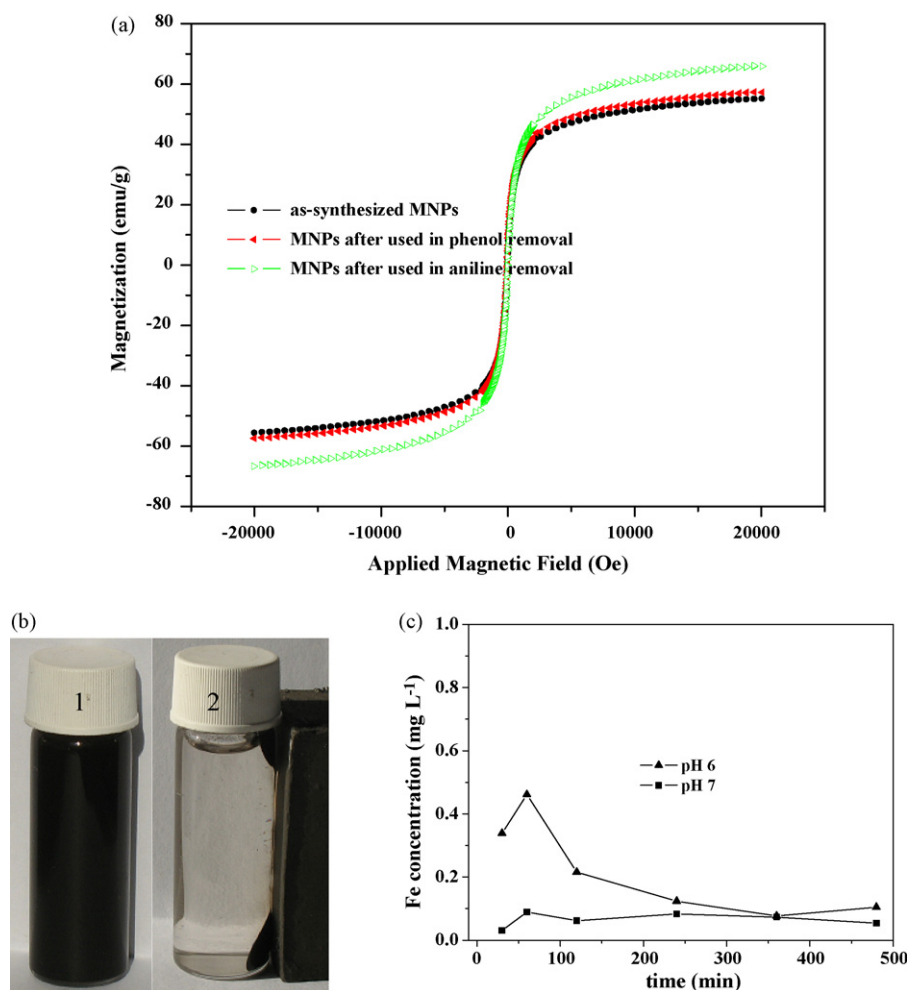 (a)
80
60
40
20
0
-20
-40
-60
-80
Magnetization (emu/g)
as-synthesized MNPs
MNPs after used in phenol removal
MNPs after used in aniline removal
-20000 -10000 0 10000 20000
Applied Magnetic Field (Oe)
(b)
1
2
(c)
1.0
0.8
0.6
0.4
0.2
0.0
Fe concentration (mg L⁻¹)
pH 6
pH 7
0 100 200 300 400 500
time (min)